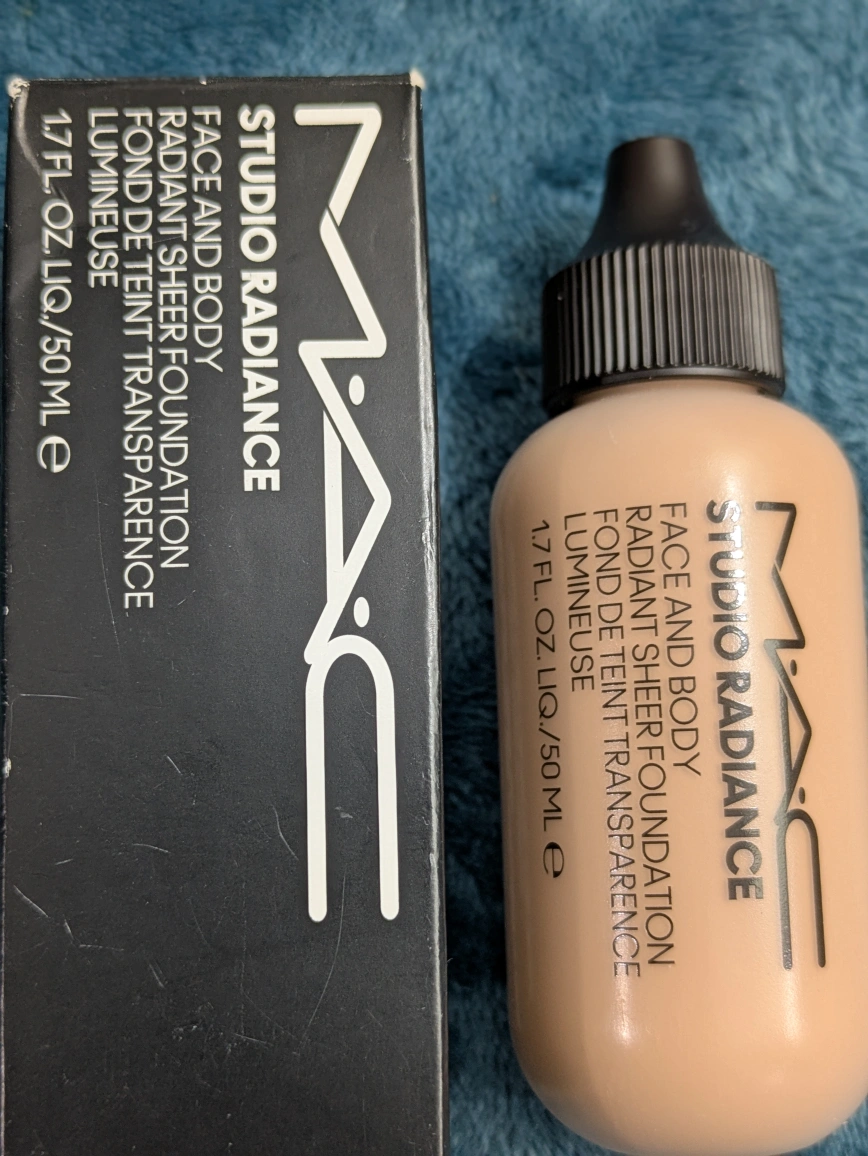 MAC
STUDIO RADIANCE
FACE AND BODY
RADIANT SHEER FOUNDATION
FOND DE TEINT TRANSPARENCE
LUMINEUSE
1.7 FL. OZ. LIQ./50 ML ℮
MAC
STUDIO RADIANCE
FACE AND BODY
RADIANT SHEER FOUNDATION
FOND DE TEINT TRANSPARENCE
LUMINEUSE
1.7 FL. OZ. LIQ./50 ML ℮